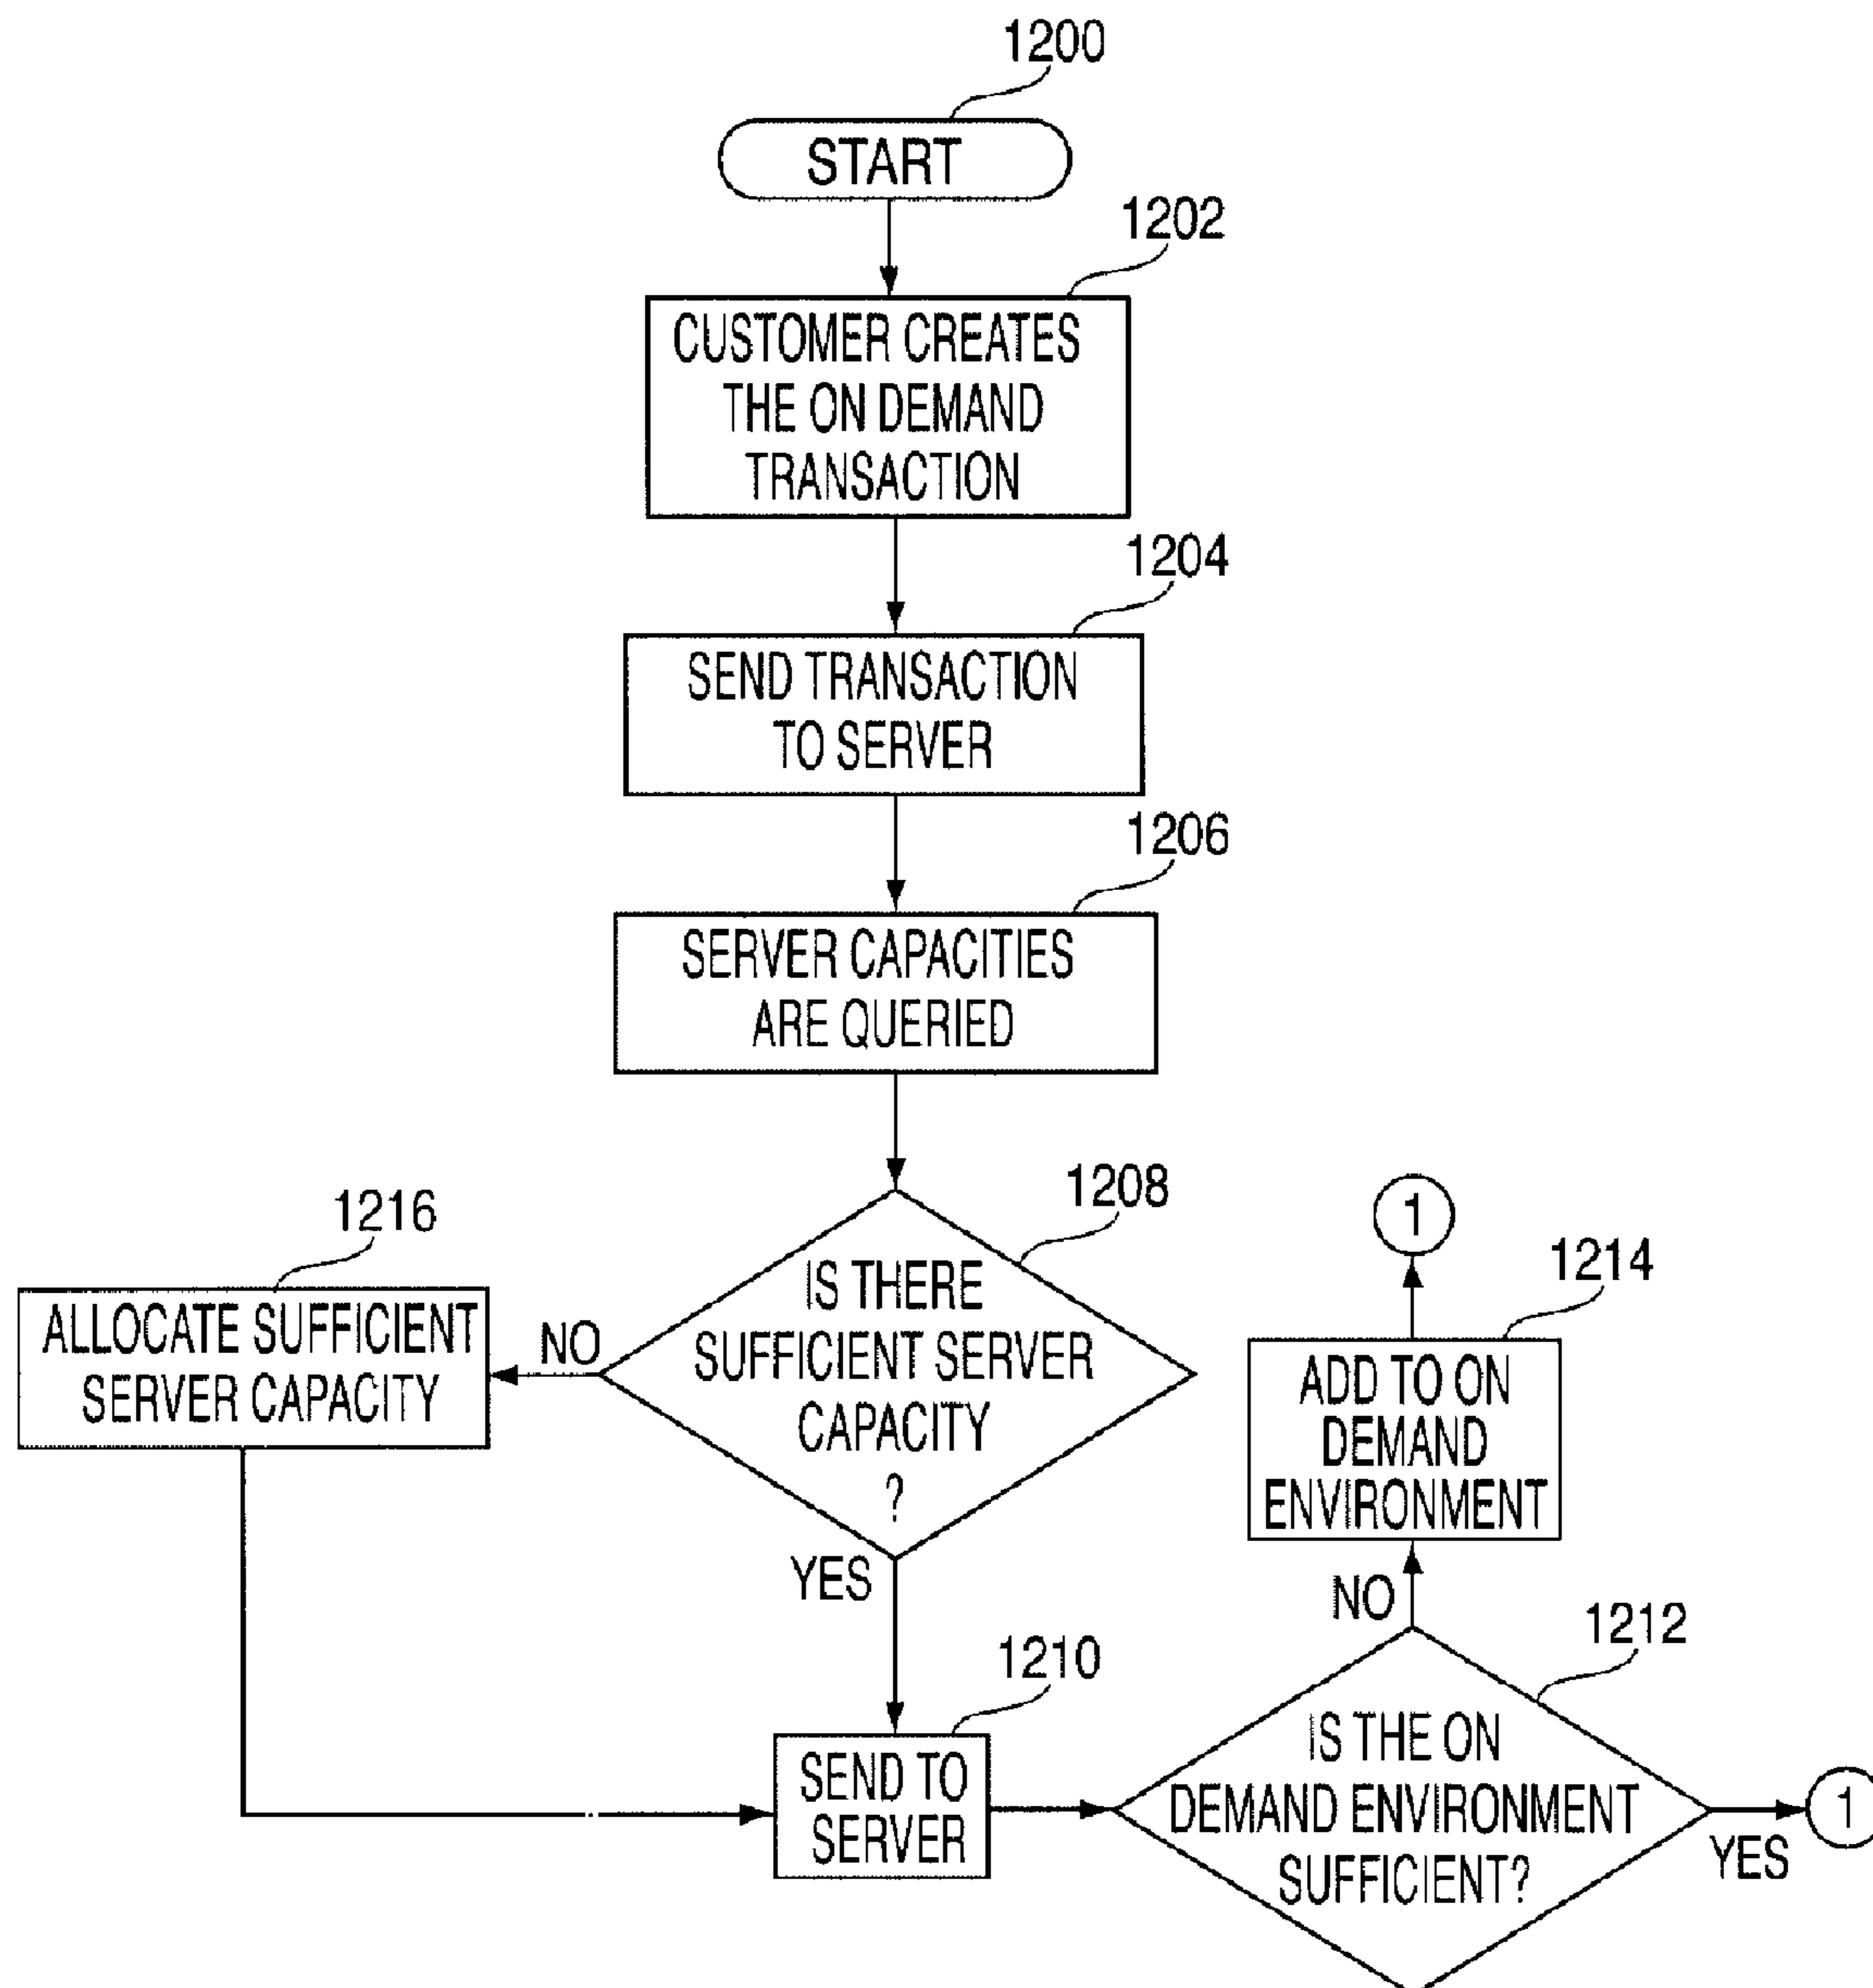 1200
START
1202
CUSTOMER CREATES
THE ON DEMAND
TRANSACTION
1204
SEND TRANSACTION
TO SERVER
1206
SERVER CAPACITIES
ARE QUERIED
1208
IS THERE
SUFFICIENT SERVER
CAPACITY
?
NO
1216
ALLOCATE SUFFICIENT
SERVER CAPACITY
YES
1210
SEND TO
SERVER
1212
IS THE ON
DEMAND ENVIRONMENT
SUFFICIENT?
YES
1
NO
1214
ADD TO ON
DEMAND
ENVIRONMENT
1